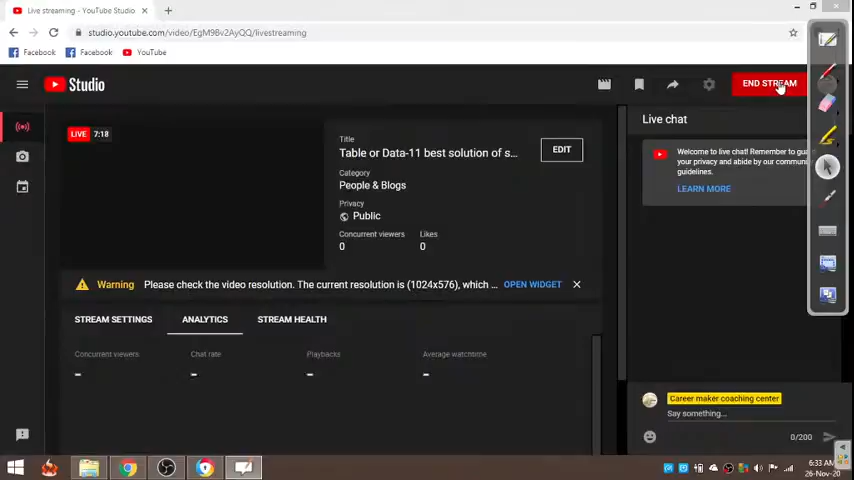 Live streaming - YouTube Studio
studio.youtube.com/video/EgM9Bv2AyQQ/livestreaming
Facebook
Facebook
YouTube
Studio
END STREAM
LIVE 7:18
Title
Table or Data-11 best solution of s...
EDIT
Category
People & Blogs
Privacy
Public
Concurrent viewers
0
Likes
0
Warning Please check the video resolution. The current resolution is (1024x576), which ... OPEN WIDGET
STREAM SETTINGS
ANALYTICS
STREAM HEALTH
Concurrent viewers
–
Chat rate
–
Playbacks
–
Average watchtime
–
Live chat
Welcome to live chat! Remember to gua
your privacy and abide by our commun
guidelines.
LEARN MORE
Career maker coaching center
Say something...
0/200
6:33 AM
26-Nov-20